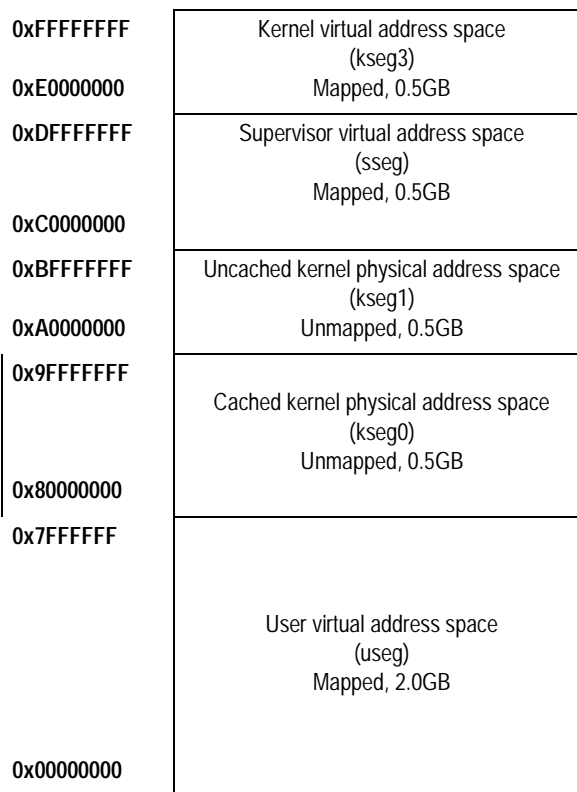 0xFFFFFFFF Kernel virtual address space
(kseg3)
0xE0000000 Mapped, 0.5GB
0xDFFFFFFF Supervisor virtual address space
(sseg)
Mapped, 0.5GB
0xC0000000
0xBFFFFFFF Uncached kernel physical address space
(kseg1)
0xA0000000 Unmapped, 0.5GB
0x9FFFFFFF
Cached kernel physical address space
(kseg0)
Unmapped, 0.5GB
0x80000000
0x7FFFFFF
User virtual address space
(useg)
Mapped, 2.0GB
0x00000000